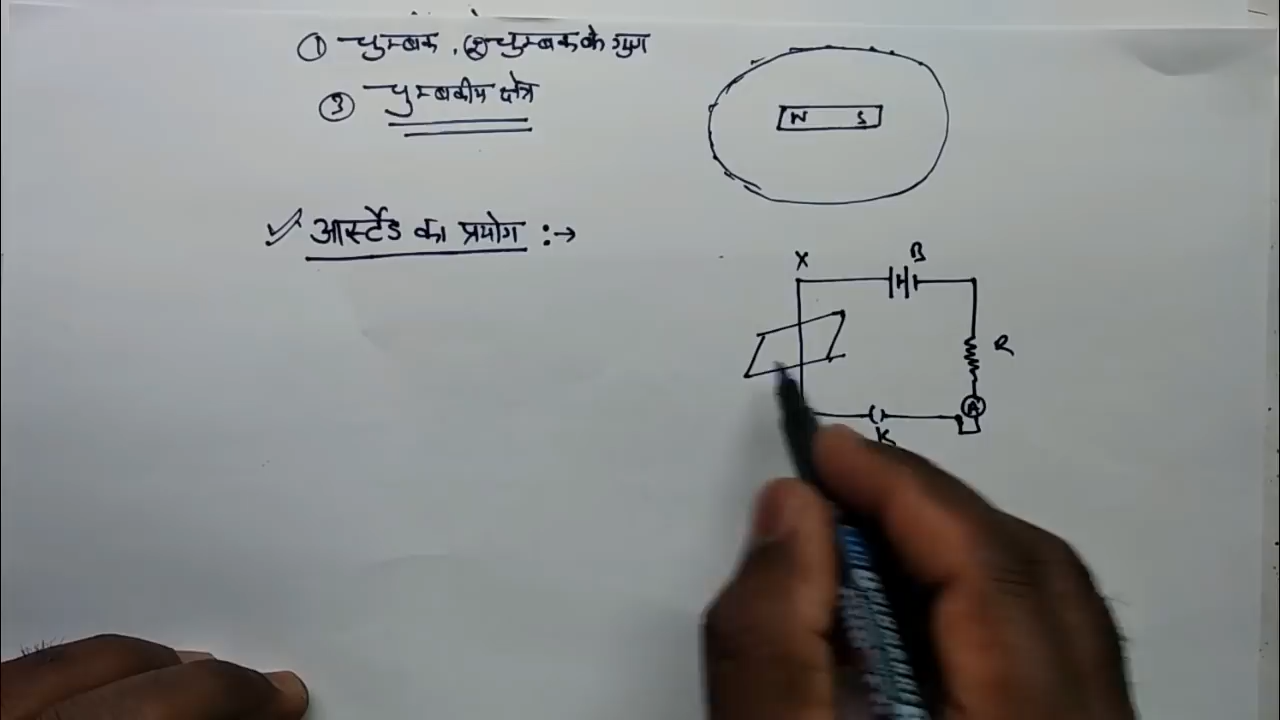 ① चुम्बक, ② चुम्बक के गुण
③ चुम्बकीय क्षेत्र
N S
आर्स्टेड का प्रयोग :→
X B
R
A
K